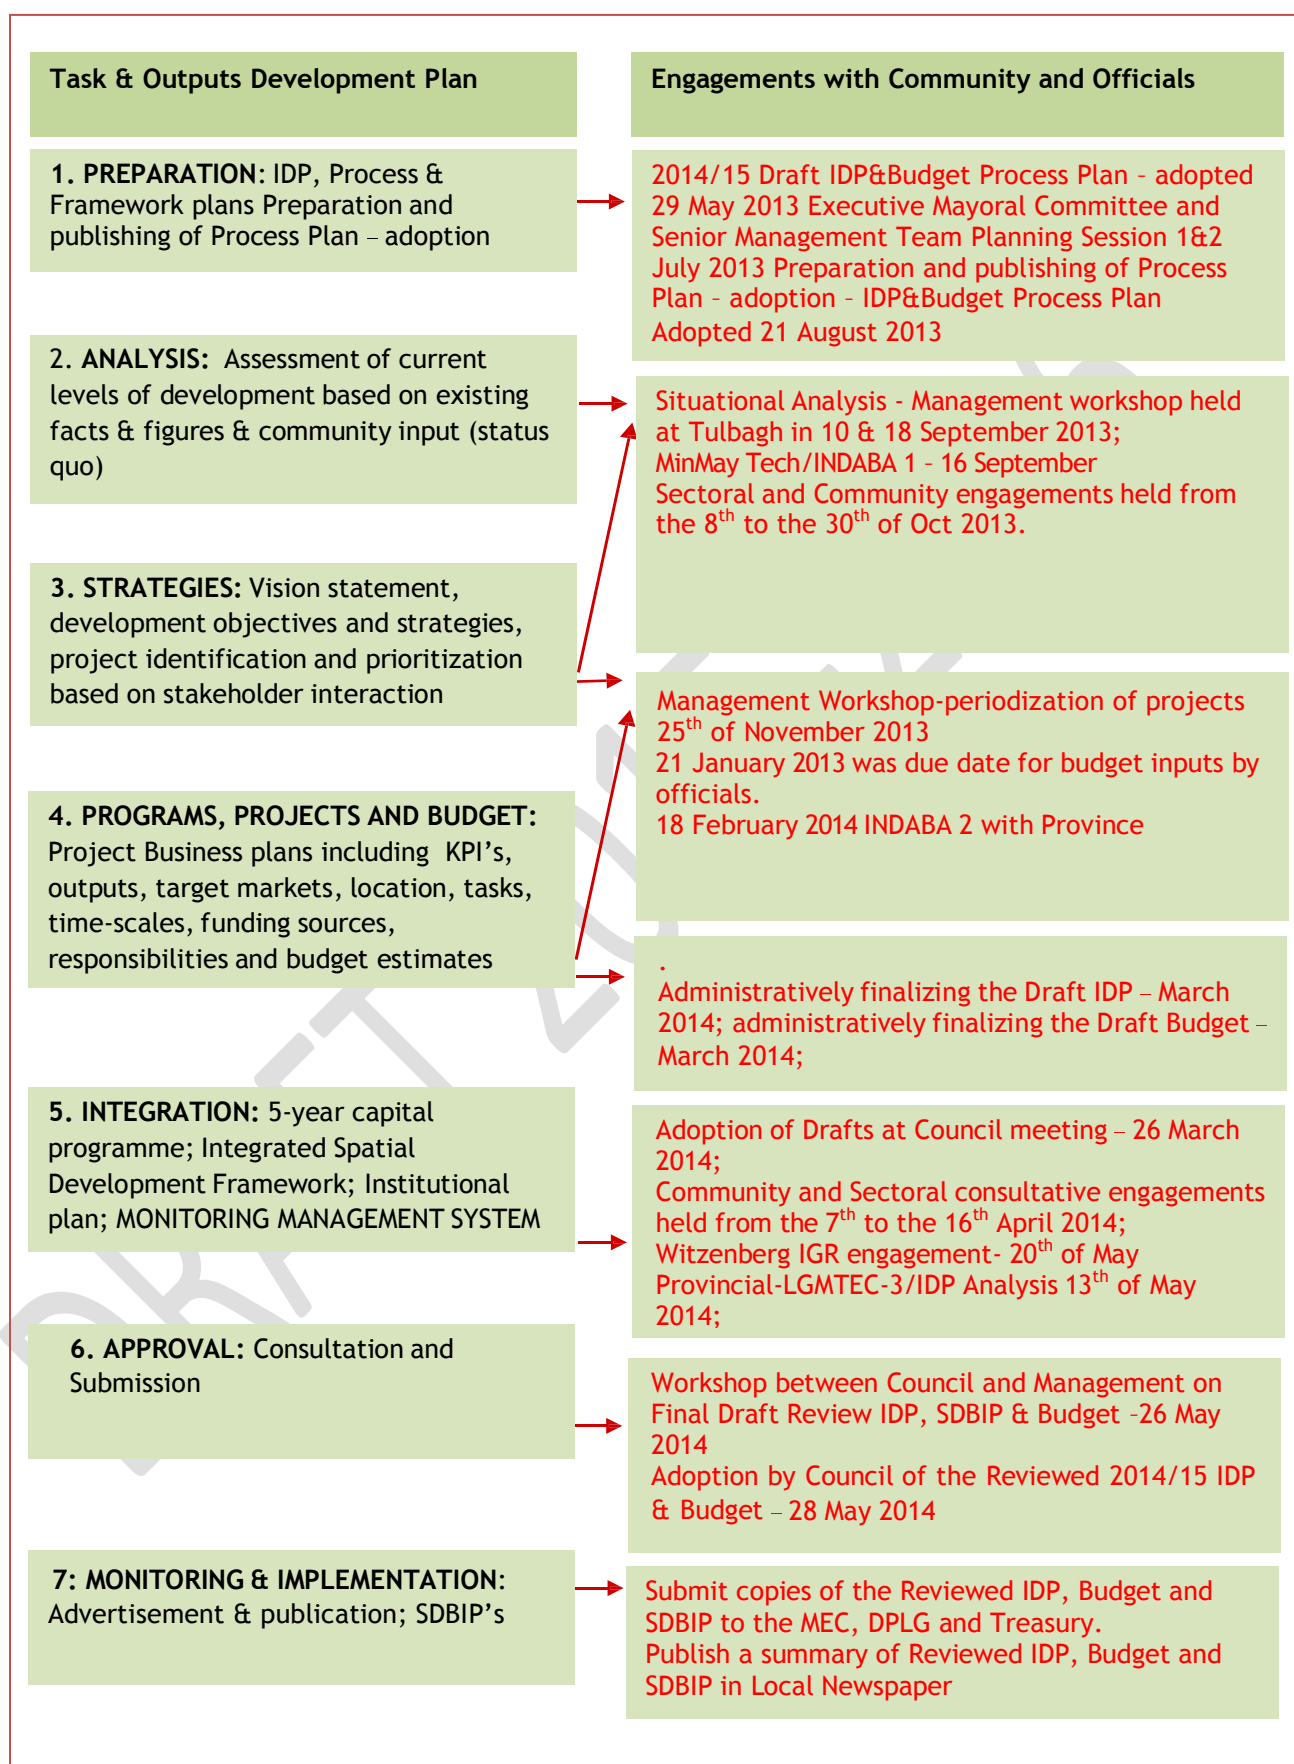 Task & Outputs Development Plan
Engagements with Community and Officials
1. PREPARATION: IDP, Process &
Framework plans Preparation and
publishing of Process Plan – adoption
2014/15 Draft IDP&Budget Process Plan – adopted
29 May 2013 Executive Mayoral Committee and
Senior Management Team Planning Session 1&2
July 2013 Preparation and publishing of Process
Plan – adoption – IDP&Budget Process Plan
Adopted 21 August 2013
2. ANALYSIS: Assessment of current
levels of development based on existing
facts & figures & community input (status
quo)
Situational Analysis - Management workshop held
at Tulbagh in 10 & 18 September 2013;
MinMay Tech/INDABA 1 – 16 September
Sectoral and Community engagements held from
the 8th to the 30th of Oct 2013.
3. STRATEGIES: Vision statement,
development objectives and strategies,
project identification and prioritization
based on stakeholder interaction
Management Workshop-periodization of projects
25th of November 2013
21 January 2013 was due date for budget inputs by
officials.
18 February 2014 INDABA 2 with Province
4. PROGRAMS, PROJECTS AND BUDGET:
Project Business plans including KPI’s,
outputs, target markets, location, tasks,
time-scales, funding sources,
responsibilities and budget estimates
.
Administratively finalizing the Draft IDP – March
2014; administratively finalizing the Draft Budget –
March 2014;
5. INTEGRATION: 5-year capital
programme; Integrated Spatial
Development Framework; Institutional
plan; MONITORING MANAGEMENT SYSTEM
Adoption of Drafts at Council meeting – 26 March
2014;
Community and Sectoral consultative engagements
held from the 7th to the 16th April 2014;
Witzenberg IGR engagement- 20th of May
Provincial-LGMTEC-3/IDP Analysis 13th of May
2014;
6. APPROVAL: Consultation and
Submission
Workshop between Council and Management on
Final Draft Review IDP, SDBIP & Budget –26 May
2014
Adoption by Council of the Reviewed 2014/15 IDP
& Budget – 28 May 2014
7: MONITORING & IMPLEMENTATION:
Advertisement & publication; SDBIP’s
Submit copies of the Reviewed IDP, Budget and
SDBIP to the MEC, DPLG and Treasury.
Publish a summary of Reviewed IDP, Budget and
SDBIP in Local Newspaper
DRAFT